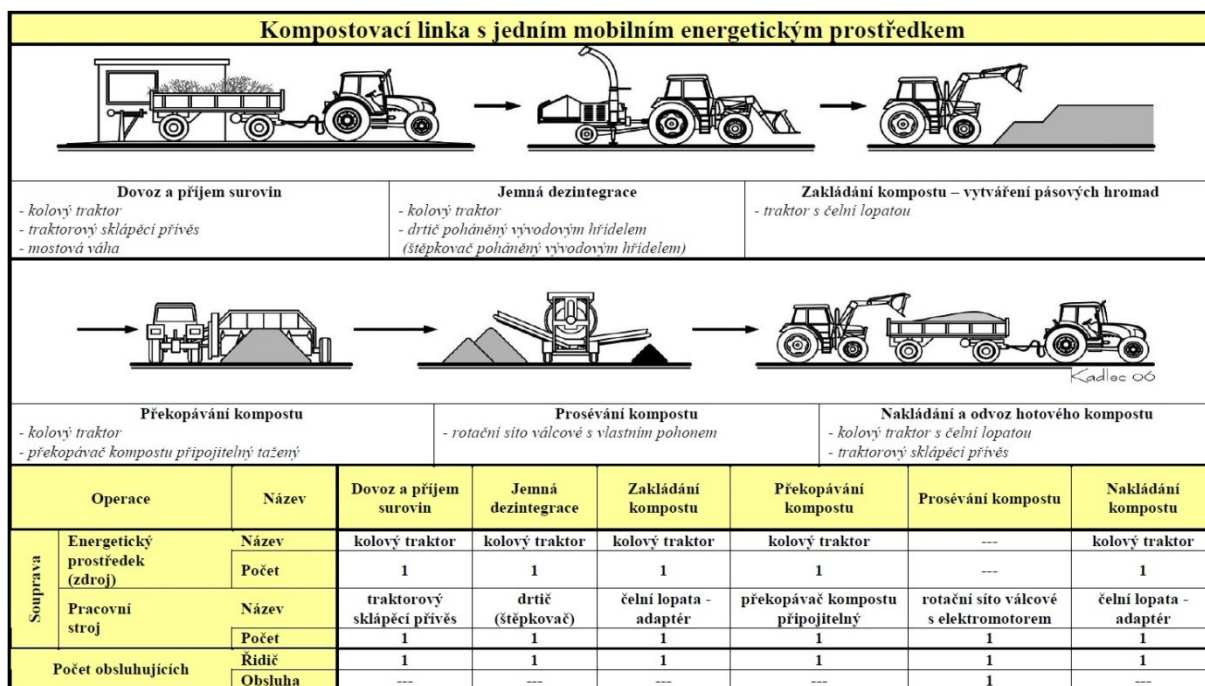 Kompostovací linka s jedním mobilním energetickým prostředkem
Dovoz a příjem surovin
- kolový traktor
- traktorový sklápěcí přívěs
- mostová váha
Jemná dezintegrace
- kolový traktor
- drtič poháněný vývodovým hřídelem
(štěpkovač poháněný vývodovým hřídelem)
Zakládání kompostu – vytváření pásových hromad
- traktor s čelní lopatou
Kadlec 06
Překopávání kompostu
- kolový traktor
- překopávač kompostu připojitelný tažený
Prosévání kompostu
- rotační síto válcové s vlastním pohonem
Nakládání a odvoz hotového kompostu
- kolový traktor s čelní lopatou
- traktorový sklápěcí přívěs
Operace Název Dovoz a příjem surovin Jemná dezintegrace Zakládání kompostu Překopávání kompostu Prosévání kompostu Nakládání kompostu
Souprava
Energetický prostředek (zdroj) Název kolový traktor kolový traktor kolový traktor kolový traktor --- kolový traktor
Počet 1 1 1 1 --- 1
Pracovní stroj Název traktorový sklápěcí přívěs drtič (štěpkovač) čelní lopata - adaptér překopávač kompostu připojitelný rotační síto válcové s elektromotorem čelní lopata - adaptér
Počet 1 1 1 1 1 1
Počet obsluhujících Řidič 1 1 1 1 1 1
Obsluha --- --- --- --- 1 ---